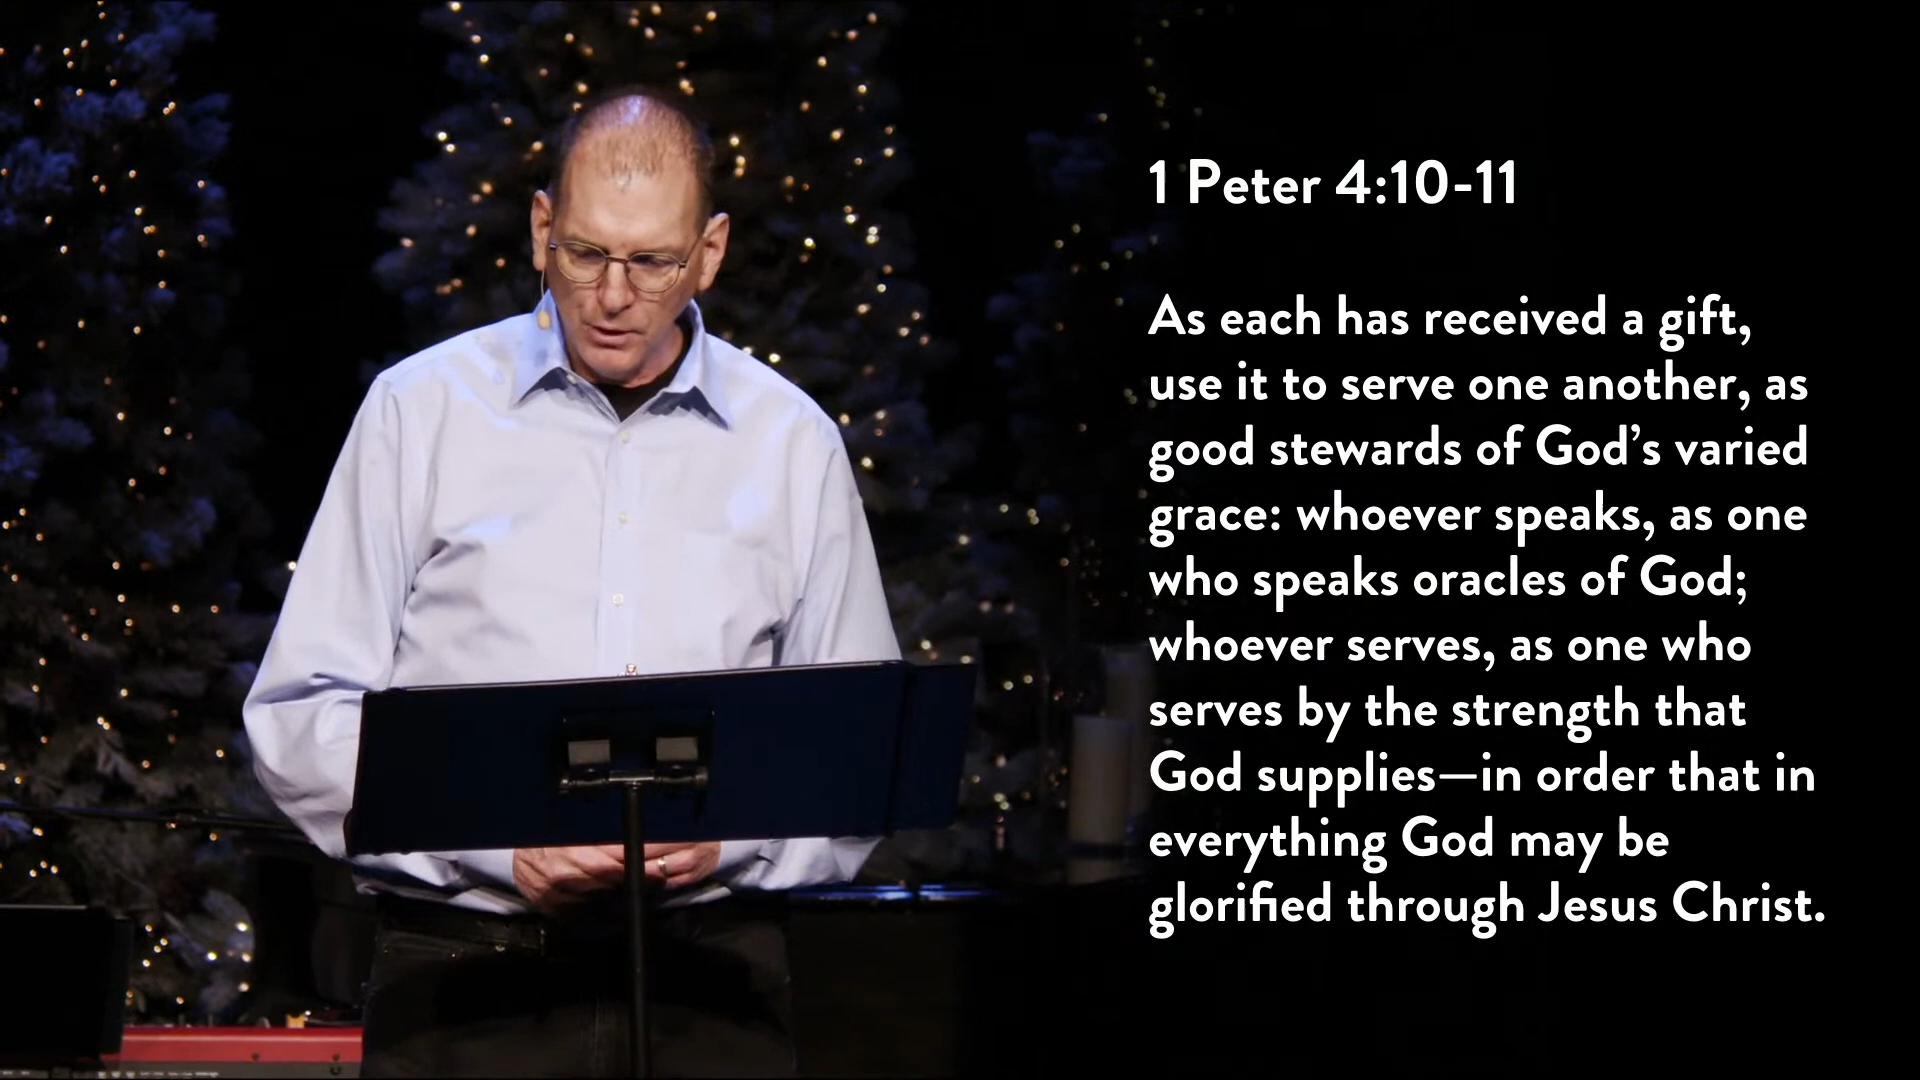 1 Peter 4:10-11
As each has received a gift,
use it to serve one another, as
good stewards of God’s varied
grace: whoever speaks, as one
who speaks oracles of God;
whoever serves, as one who
serves by the strength that
God supplies—in order that in
everything God may be
glorified through Jesus Christ.